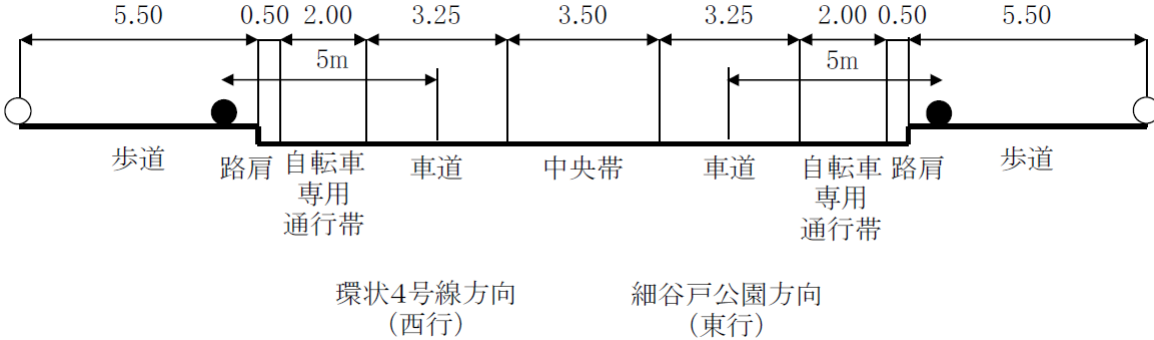 5.50 0.50 2.00 3.25 3.50 3.25 2.00 0.50 5.50
5m 5m
歩道 路肩 自転車専用通行帯 車道 中央帯 車道 自転車専用通行帯 路肩 歩道
環状4号線方向 細谷戸公園方向
（西行） （東行）